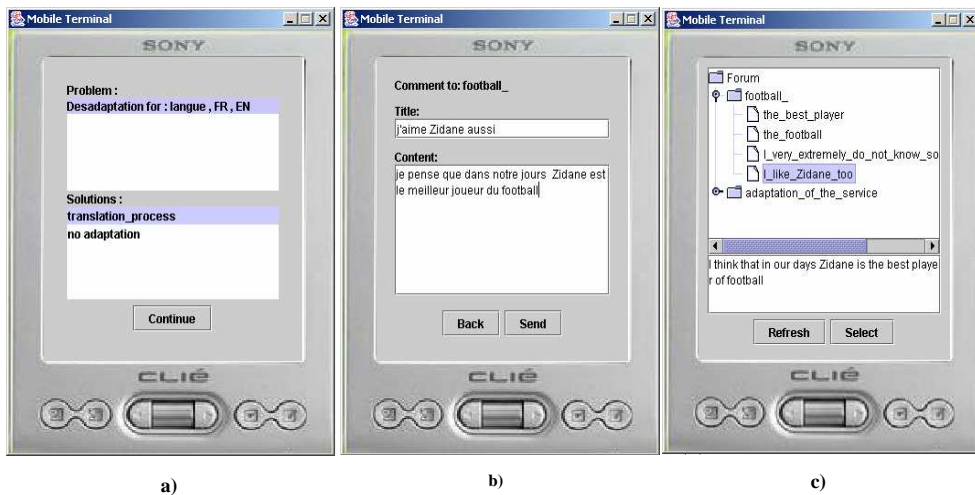 Mobile Terminal
SONY
Problem :
Desadaptation for : langue , FR , EN
Solutions :
translation_process
no adaptation
Continue
CLIÉ
a)
Mobile Terminal
SONY
Comment to: football_
Title:
j'aime Zidane aussi
Content:
je pense que dans notre jours Zidane est
le meilleur joueur du football
Back Send
CLIÉ
b)
Mobile Terminal
SONY
Forum
football_
the_best_player
the_football
I_very_extremely_do_not_know_so
I_like_Zidane_too
adaptation_of_the_service
I think that in our days Zidane is the best playe
r of football
Refresh Select
CLIÉ
c)